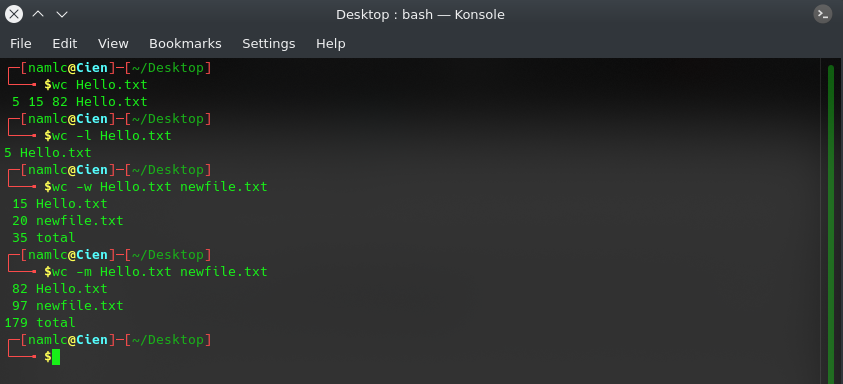 Desktop : bash — Konsole
File Edit View Bookmarks Settings Help
┌─[namlc@Cien]─[~/Desktop]
└──╼ $wc Hello.txt
 5 15 82 Hello.txt
┌─[namlc@Cien]─[~/Desktop]
└──╼ $wc -l Hello.txt
5 Hello.txt
┌─[namlc@Cien]─[~/Desktop]
└──╼ $wc -w Hello.txt newfile.txt
 15 Hello.txt
 20 newfile.txt
 35 total
┌─[namlc@Cien]─[~/Desktop]
└──╼ $wc -m Hello.txt newfile.txt
 82 Hello.txt
 97 newfile.txt
179 total
┌─[namlc@Cien]─[~/Desktop]
└──╼ $